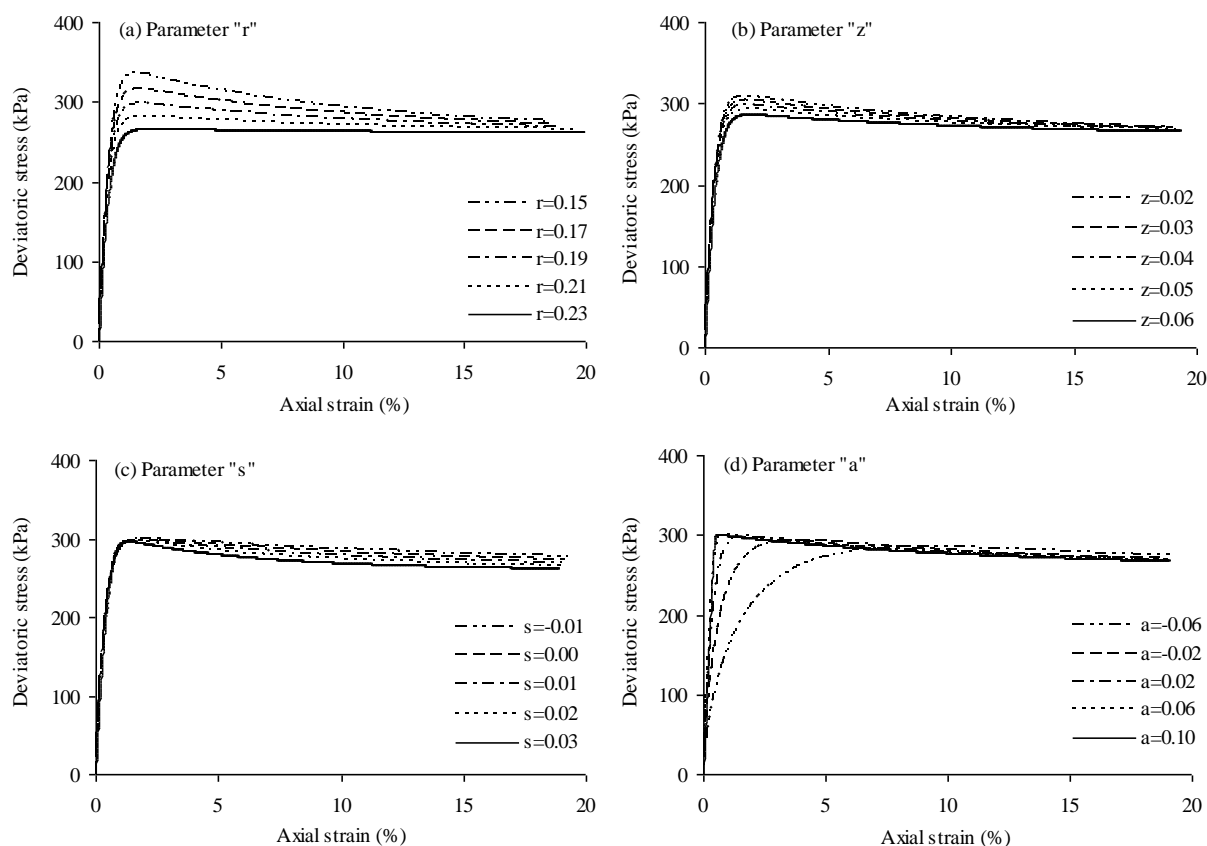 (a) Parameter "r"
400
300
200
100
0
Deviatoric stress (kPa)
r=0.15
r=0.17
r=0.19
r=0.21
r=0.23
0 5 10 15 20
Axial strain (%)
(b) Parameter "z"
400
300
200
100
0
Deviatoric stress (kPa)
z=0.02
z=0.03
z=0.04
z=0.05
z=0.06
0 5 10 15 20
Axial strain (%)
(c) Parameter "s"
400
300
200
100
0
Deviatoric stress (kPa)
s=-0.01
s=0.00
s=0.01
s=0.02
s=0.03
0 5 10 15 20
Axial strain (%)
(d) Parameter "a"
400
300
200
100
0
Deviatoric stress (kPa)
a=-0.06
a=-0.02
a=0.02
a=0.06
a=0.10
0 5 10 15 20
Axial strain (%)